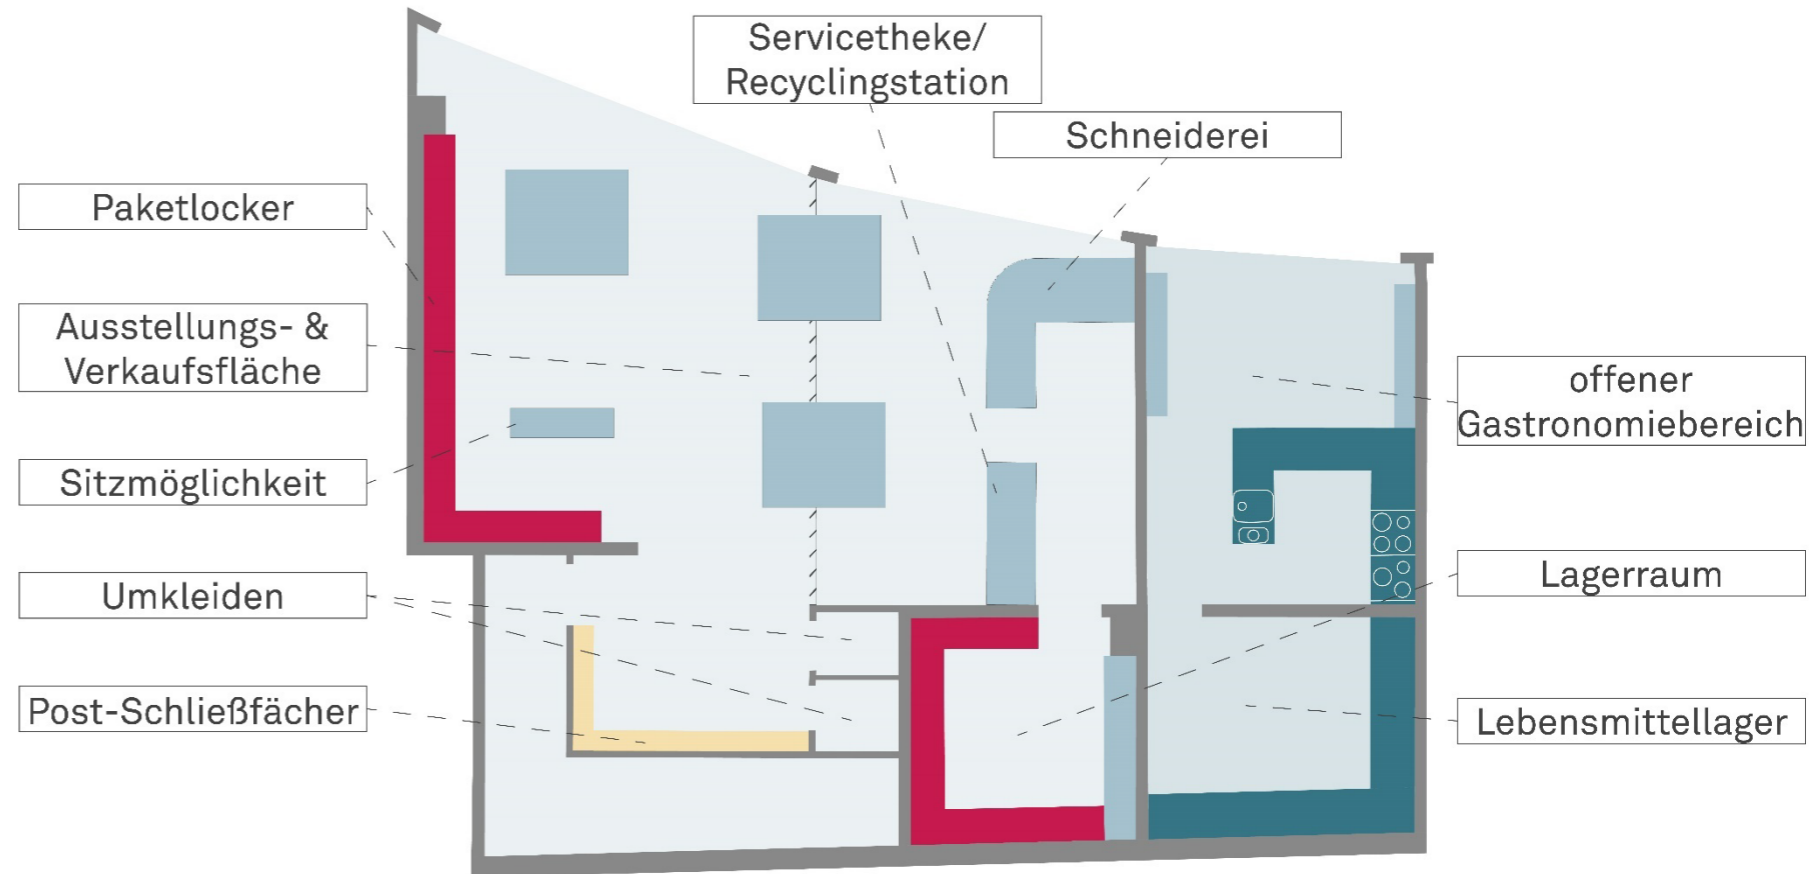 Servicetheke/
Recyclingstation
Schneiderei
Paketlocker
Ausstellungs- &
Verkaufsfläche
Sitzmöglichkeit
Umkleiden
Post-Schließfächer
offener
Gastronomiebereich
Lagerraum
Lebensmittellager